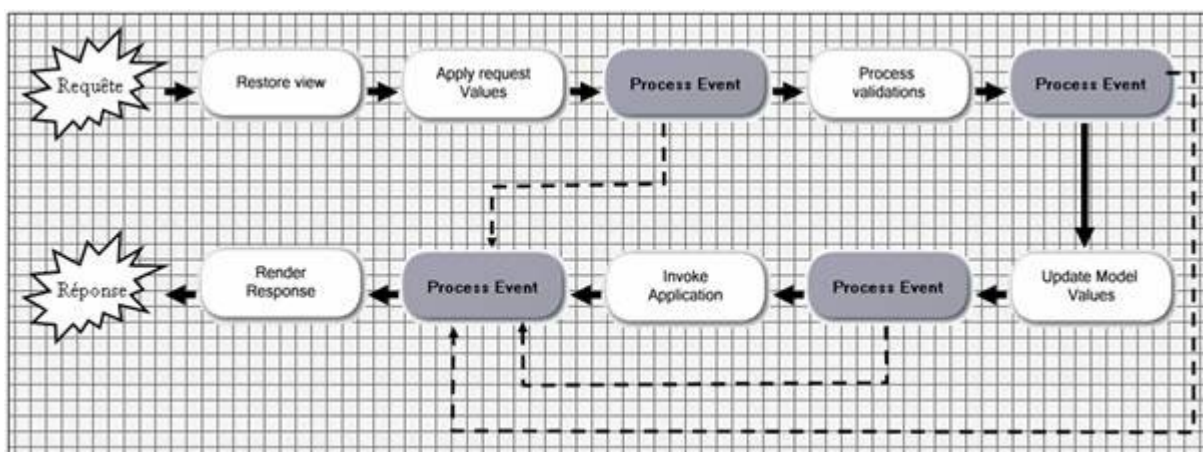 Requête
Restore view
Apply request
Values
Process Event
Process
validations
Process Event
Réponse
Render
Response
Process Event
Invoke
Application
Process Event
Update Model
Values